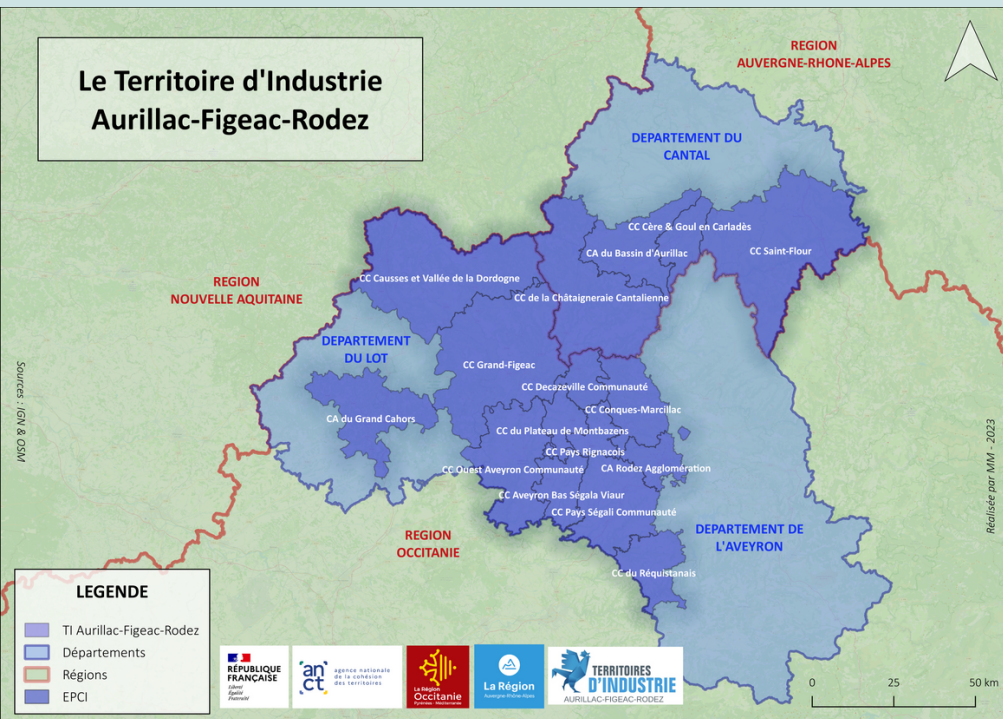 Le Territoire d'Industrie
Aurillac-Figeac-Rodez
REGION
AUVERGNE-RHONE-ALPES
DEPARTEMENT DU
CANTAL
CC Cère & Goul en Carladès
CA du Bassin d'Aurillac
CC Saint-Flour
CC Causses et Vallée de la Dordogne
REGION
NOUVELLE AQUITAINE
CC de la Châtaigneraie Cantalienne
DEPARTEMENT
DU LOT
CC Grand-Figeac
CC Decazeville Communauté
CC Conques-Marcillac
CA du Grand Cahors
CC du Plateau de Montbazens
CC Pays Rignacois
CC Ouest Aveyron Communauté
CA Rodez Agglomération
CC Aveyron Bas Ségala Viaur
CC Pays Ségali Communauté
REGION
OCCITANIE
DEPARTEMENT DE
L'AVEYRON
CC du Réquistanais
Sources : IGN & OSM
Réalisée par MM - 2023
LEGENDE
TI Aurillac-Figeac-Rodez
Départements
Régions
EPCI
RÉPUBLIQUE
FRANÇAISE
Liberté
Égalité
Fraternité
an
ct
agence nationale
de la cohésion
des territoires
La Région
Occitanie
Pyrénées - Méditerranée
La Région
Auvergne-Rhône-Alpes
TERRITOIRES
D'INDUSTRIE
AURILLAC-FIGEAC-RODEZ
0 25 50 km